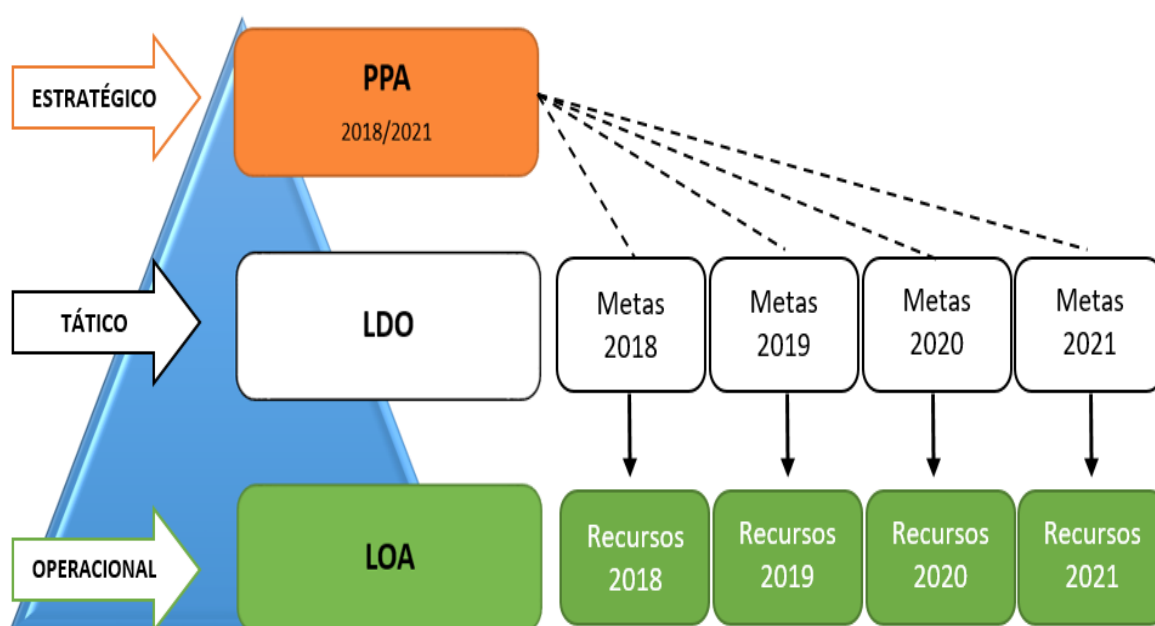 ESTRATÉGICO
PPA
2018/2021
TÁTICO
LDO
Metas
2018
Metas
2019
Metas
2020
Metas
2021
OPERACIONAL
LOA
Recursos
2018
Recursos
2019
Recursos
2020
Recursos
2021